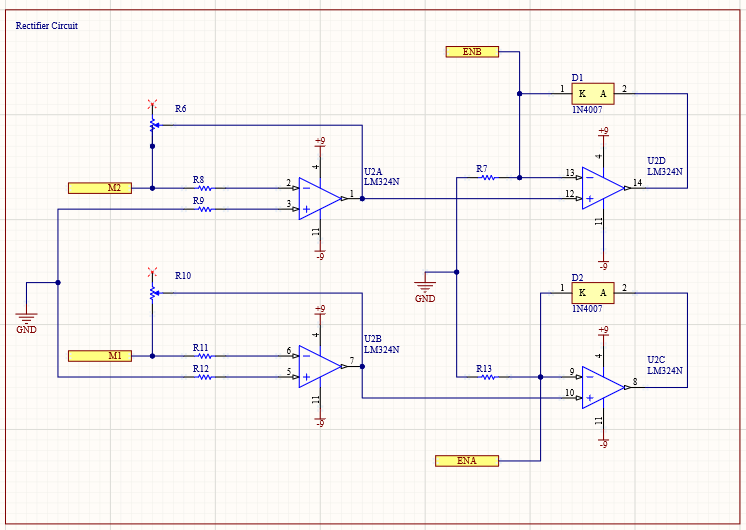 Rectifier Circuit
ENB
D1
1 K A 2
1N4007
R6
+9
+9
4
4
M2
R8
2
U2A
LM324N
R7
13
U2D
LM324N
14
R9
3
1
12
11
-9
11
-9
GND
R10
GND
D2
1 K A 2
1N4007
+9
+9
4
4
M1
R11
6
U2B
LM324N
7
U2C
LM324N
R12
5
R13
9
8
10
11
-9
11
-9
ENA